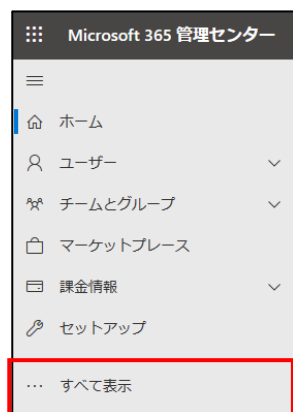 Microsoft 365 管理センター
ホーム
ユーザー
チームとグループ
マーケットプレース
課金情報
セットアップ
… すべて表示